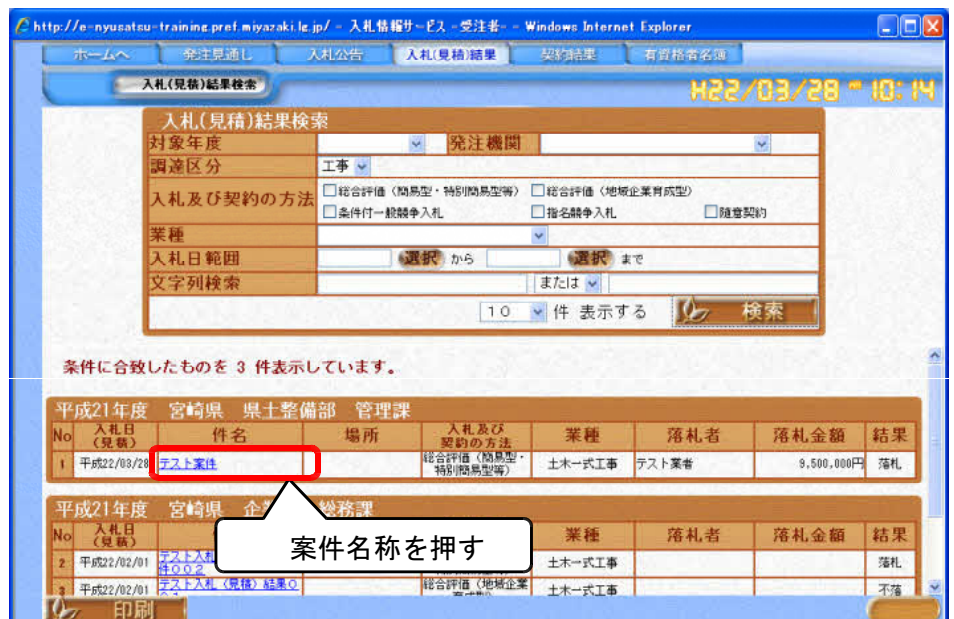 http://e-nyusatsu-training.pref.miyazaki.lg.jp/ - 入札情報サービス -受注者- - Windows Internet Explorer
ホームへ 発注見通し 入札公告 入札(見積)結果 契約結果 有資格者名簿
入札(見積)結果検索
H22/03/28 10:14
入札(見積)結果検索
対象年度 発注機関
調達区分 工事
入札及び契約の方法 総合評価（簡易型・特別簡易型等） 総合評価（地域企業育成型）
条件付一般競争入札 指名競争入札 随意契約
業種
入札日範囲 選択 から 選択 まで
文字列検索 または
10 件 表示する 検索
条件に合致したものを 3 件表示しています。
平成21年度 宮崎県 県土整備部 管理課
No 入札日(見積) 件名 場所 入札及び契約の方法 業種 落札者 落札金額 結果
1 平成22/03/28 テスト案件 総合評価（簡易型・特別簡易型等） 土木一式工事 テスト業者 9,500,000円 落札
平成21年度 宮崎県 企 総務課
No 入札日(見積) 業種 落札者 落札金額 結果
案件名称を押す
2 平成22/02/01 テスト入札 件002 土木一式工事 落札
3 平成22/02/01 テスト入札（見積）結果0 総合評価（地域企業 土木一式工事 不落
印刷